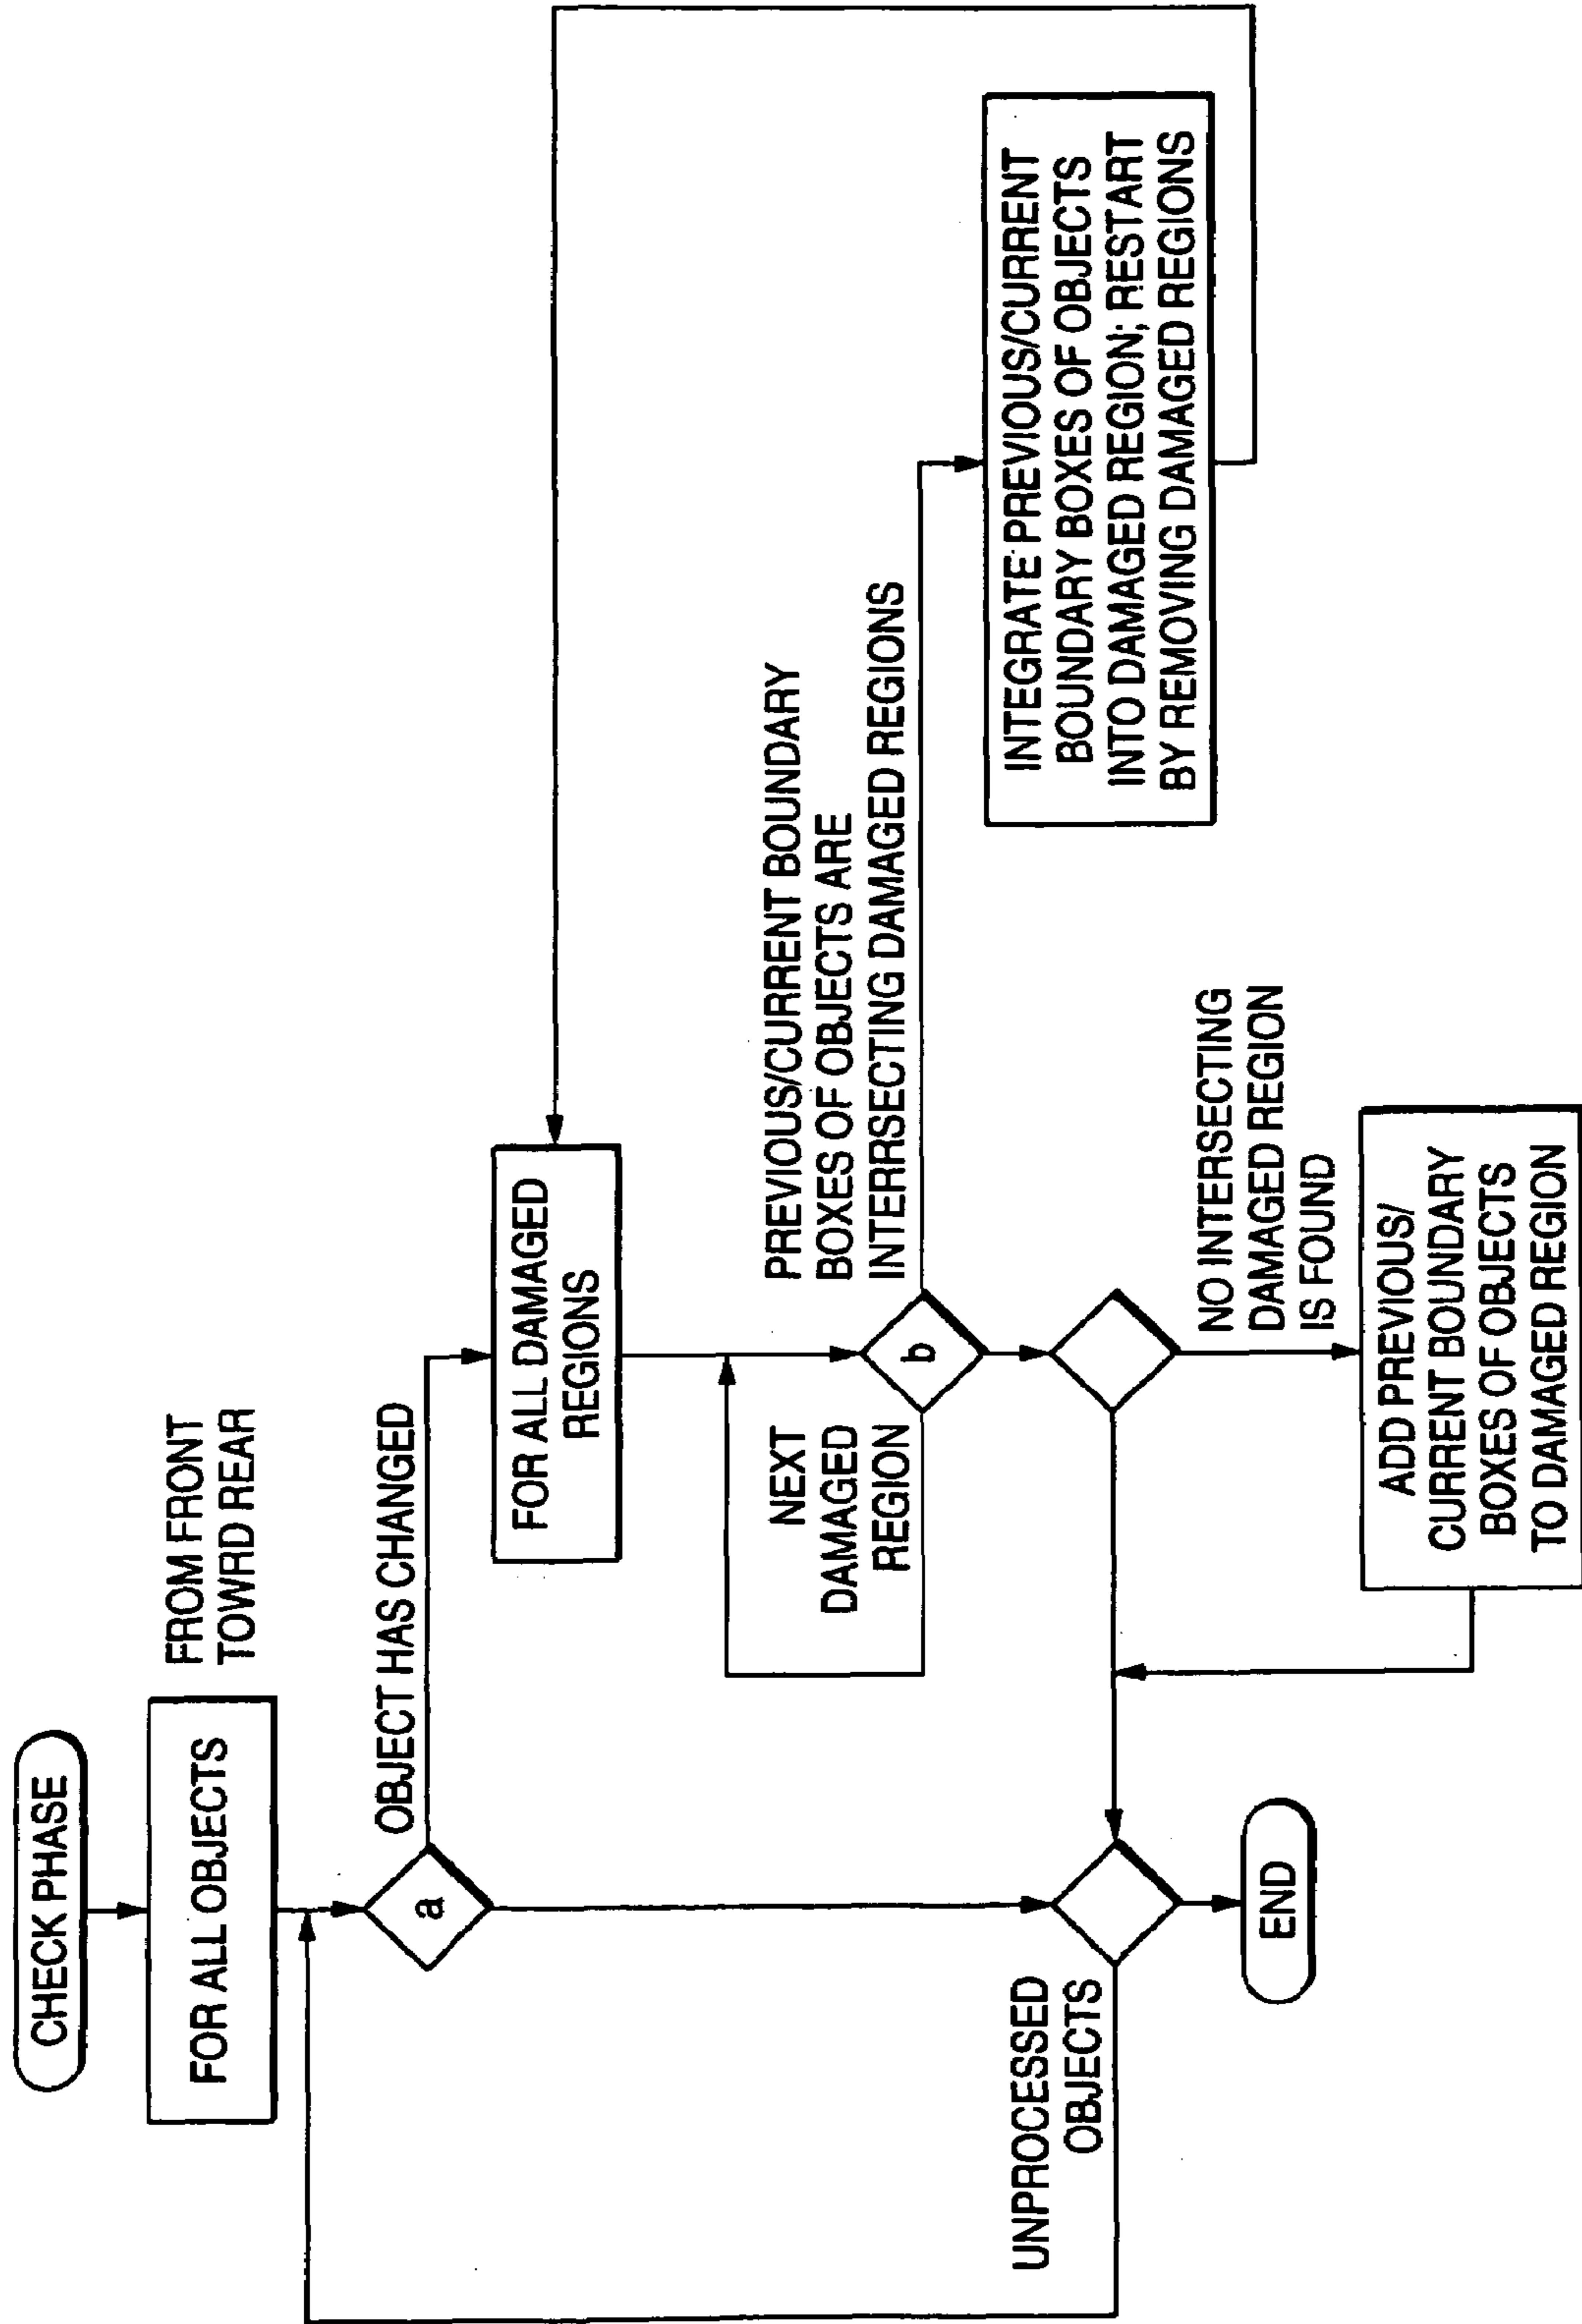 CHECK PHASE
FOR ALL OBJECTS
FROM FRONT
TOWRD REAR
a
OBJECT HAS CHANGED
FOR ALL DAMAGED
REGIONS
NEXT
DAMAGED
REGION
b
PREVIOUS/CURRENT BOUNDARY
BOXES OF OBJECTS ARE
INTERRSECTING DAMAGED REGIONS
INTEGRATE PREVIOUS/CURRENT
BOUNDARY BOXES OF OBJECTS
INTO DAMAGED REGION; RESTART
BY REMOVING DAMAGED REGIONS
NO INTERSECTING
DAMAGED REGION
IS FOUND
ADD PREVIOUS/
CURRENT BOUNDARY
BOXES OF OBJECTS
TO DAMAGED REGION
UNPROCESSED
OBJECTS
END